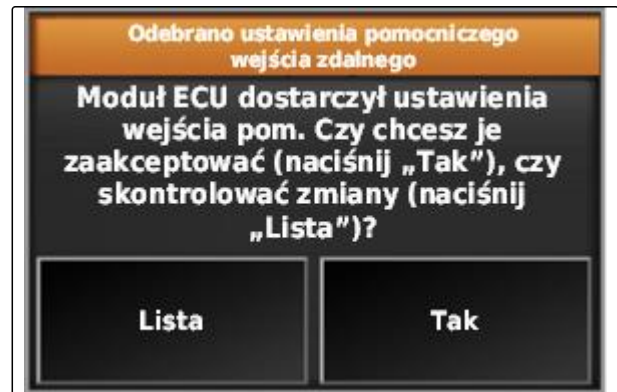 Odebrano ustawienia pomocniczego
wejścia zdalnego
Moduł ECU dostarczył ustawienia
wejścia pom. Czy chcesz je
zaakceptować (naciśnij „Tak”), czy
skontrolować zmiany (naciśnij
„Lista”)?
Lista
Tak